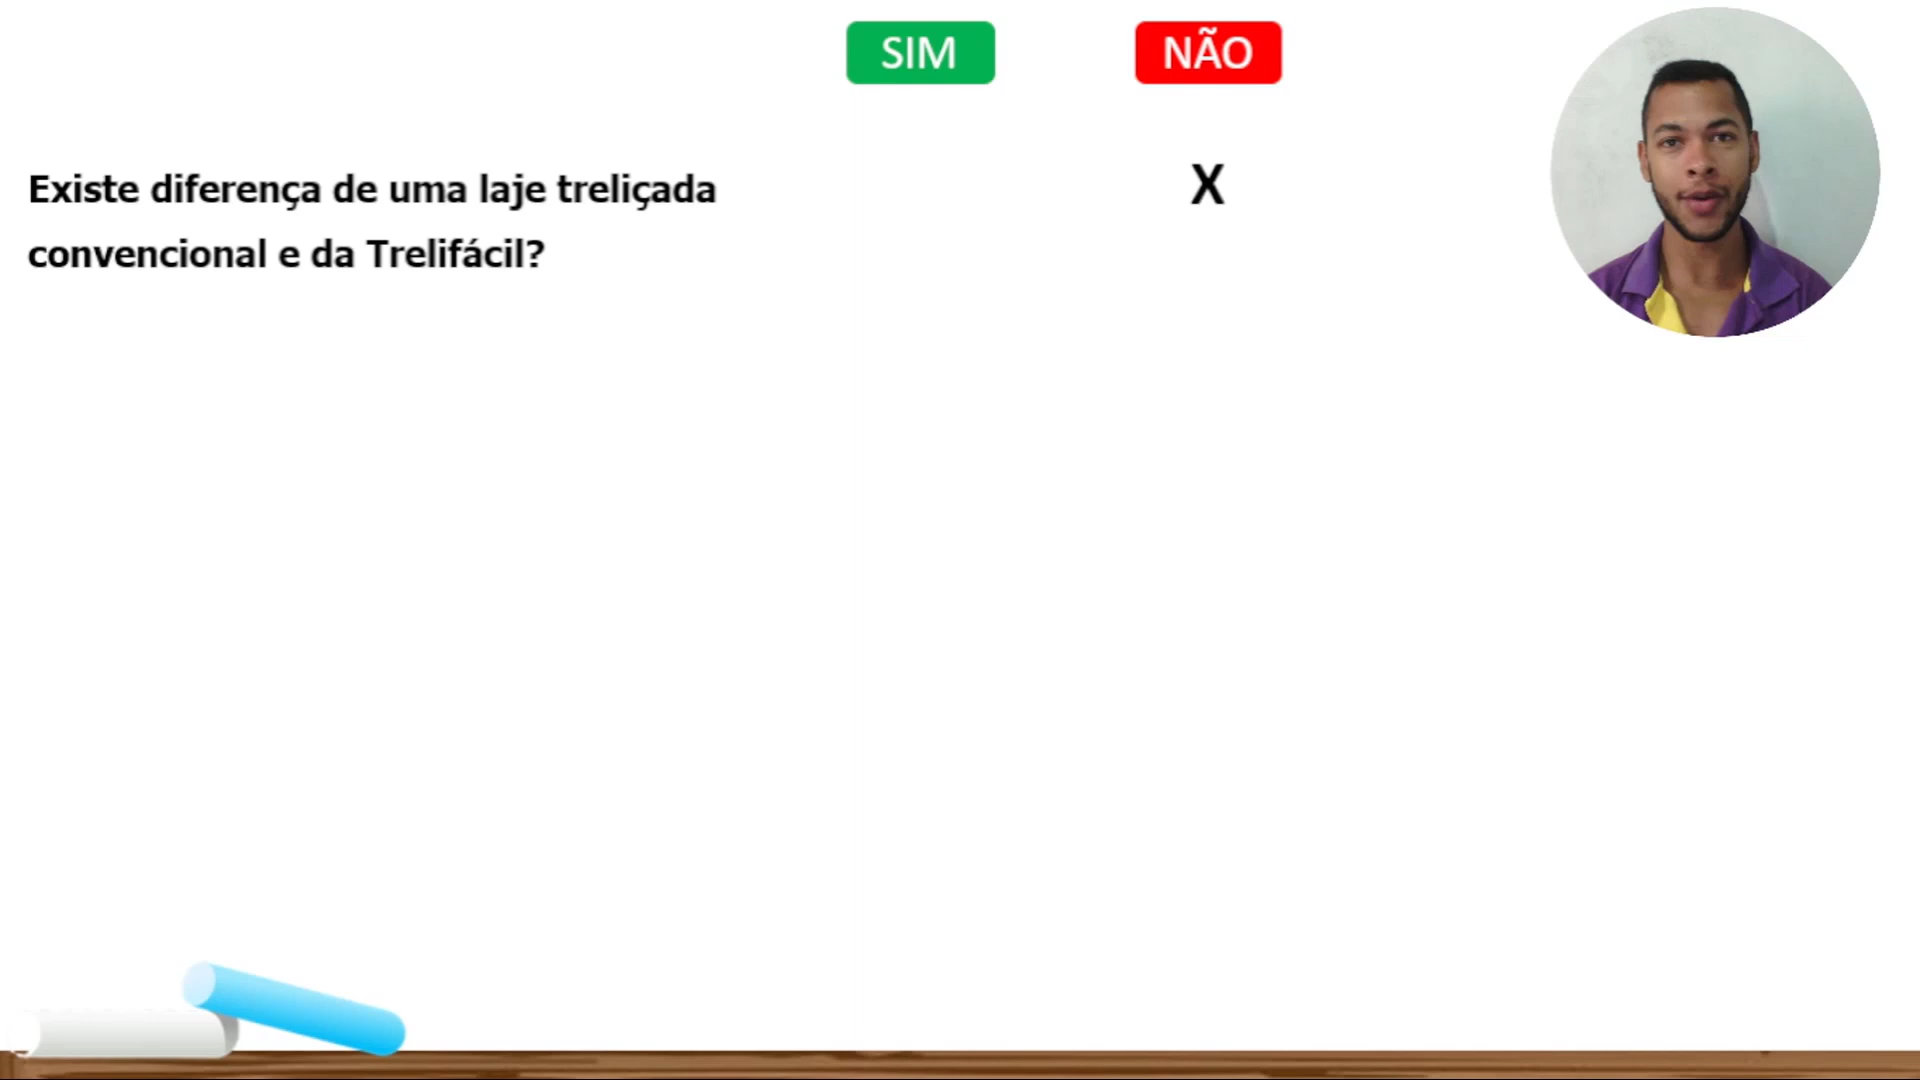 SIM
NÃO
Existe diferença de uma laje treliçada
X
convencional e da Trelifácil?